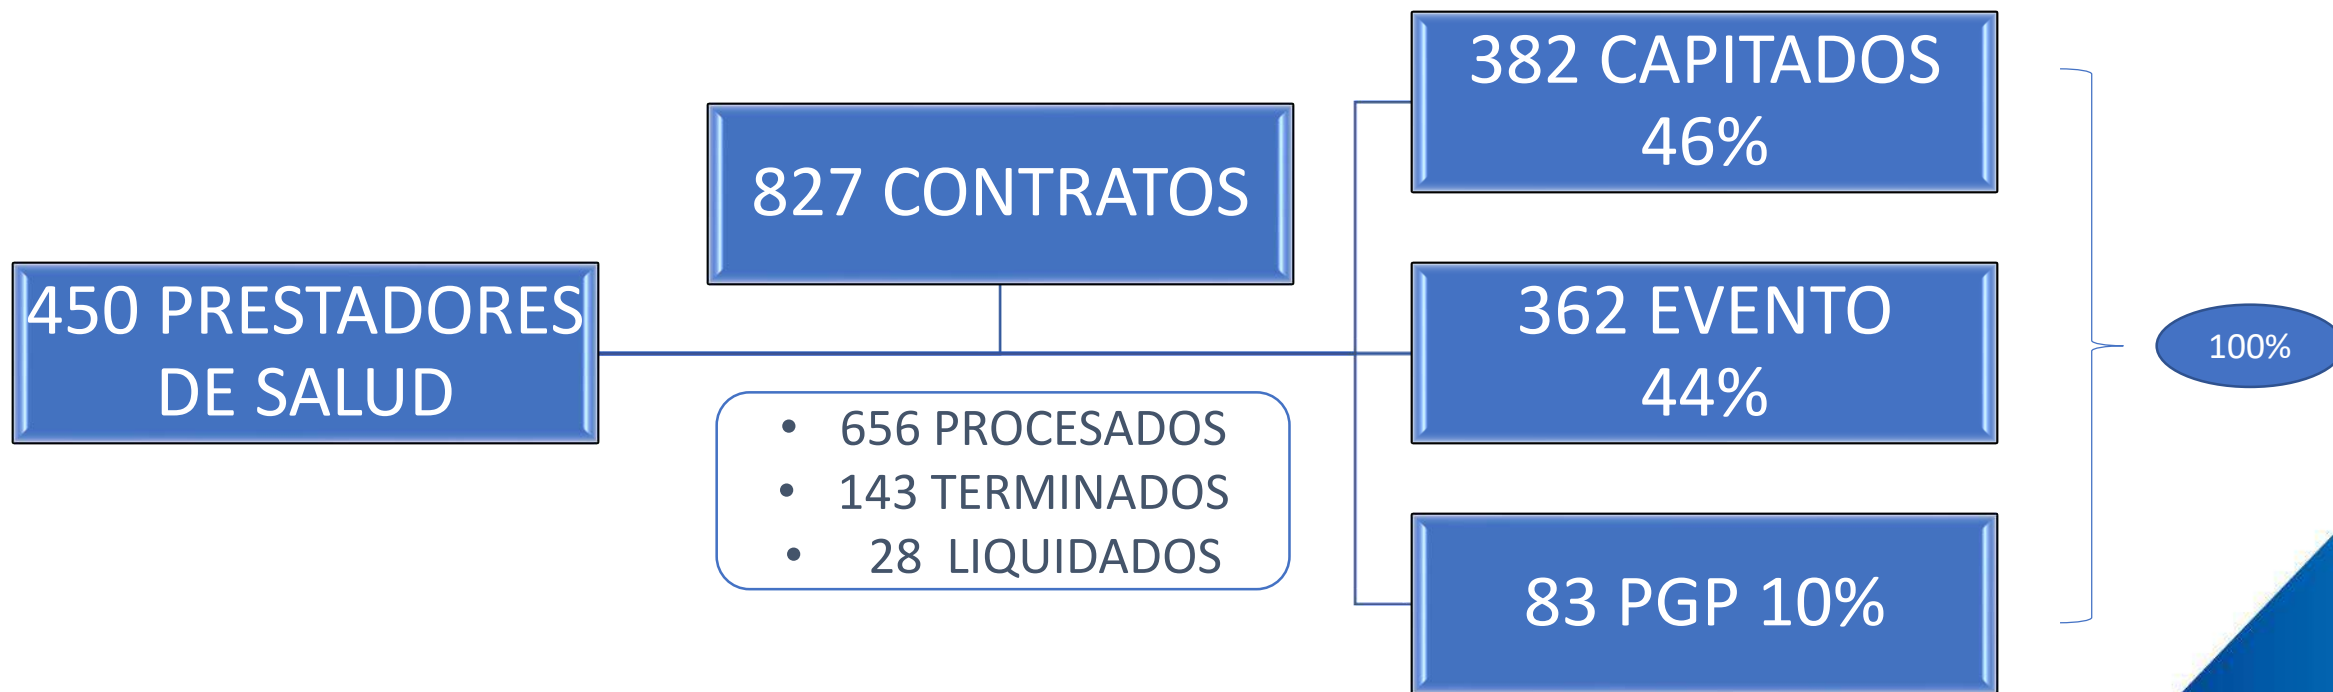 450 PRESTADORES
DE SALUD
827 CONTRATOS
• 656 PROCESADOS
• 143 TERMINADOS
• 28 LIQUIDADOS
382 CAPITADOS
46%
362 EVENTO
44%
83 PGP 10%
100%